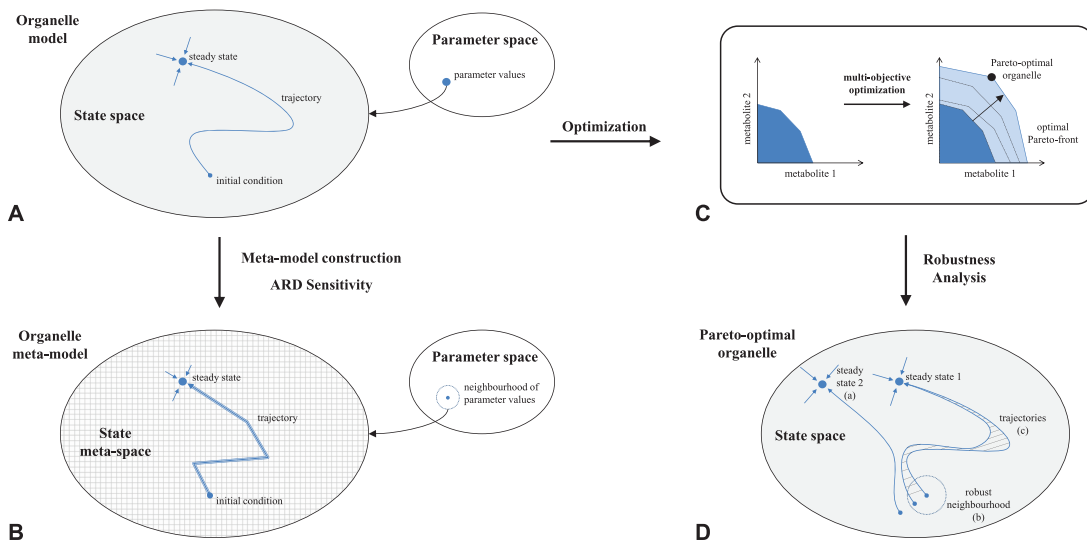 Organelle
model
steady state
trajectory
State space
initial condition
Parameter space
parameter values
A
Optimization
metabolite 2
metabolite 1
multi-objective
optimization
Pareto-optimal
organelle
optimal
Pareto-front
metabolite 2
metabolite 1
C
Meta-model construction
ARD Sensitivity
Robustness
Analysis
Organelle
meta-model
steady state
trajectory
State
meta-space
initial condition
Parameter space
neighbourhood of
parameter values
B
Pareto-optimal
organelle
steady
state 2
(a)
steady state 1
trajectories
(c)
State space
robust
neighbourhood
(b)
D